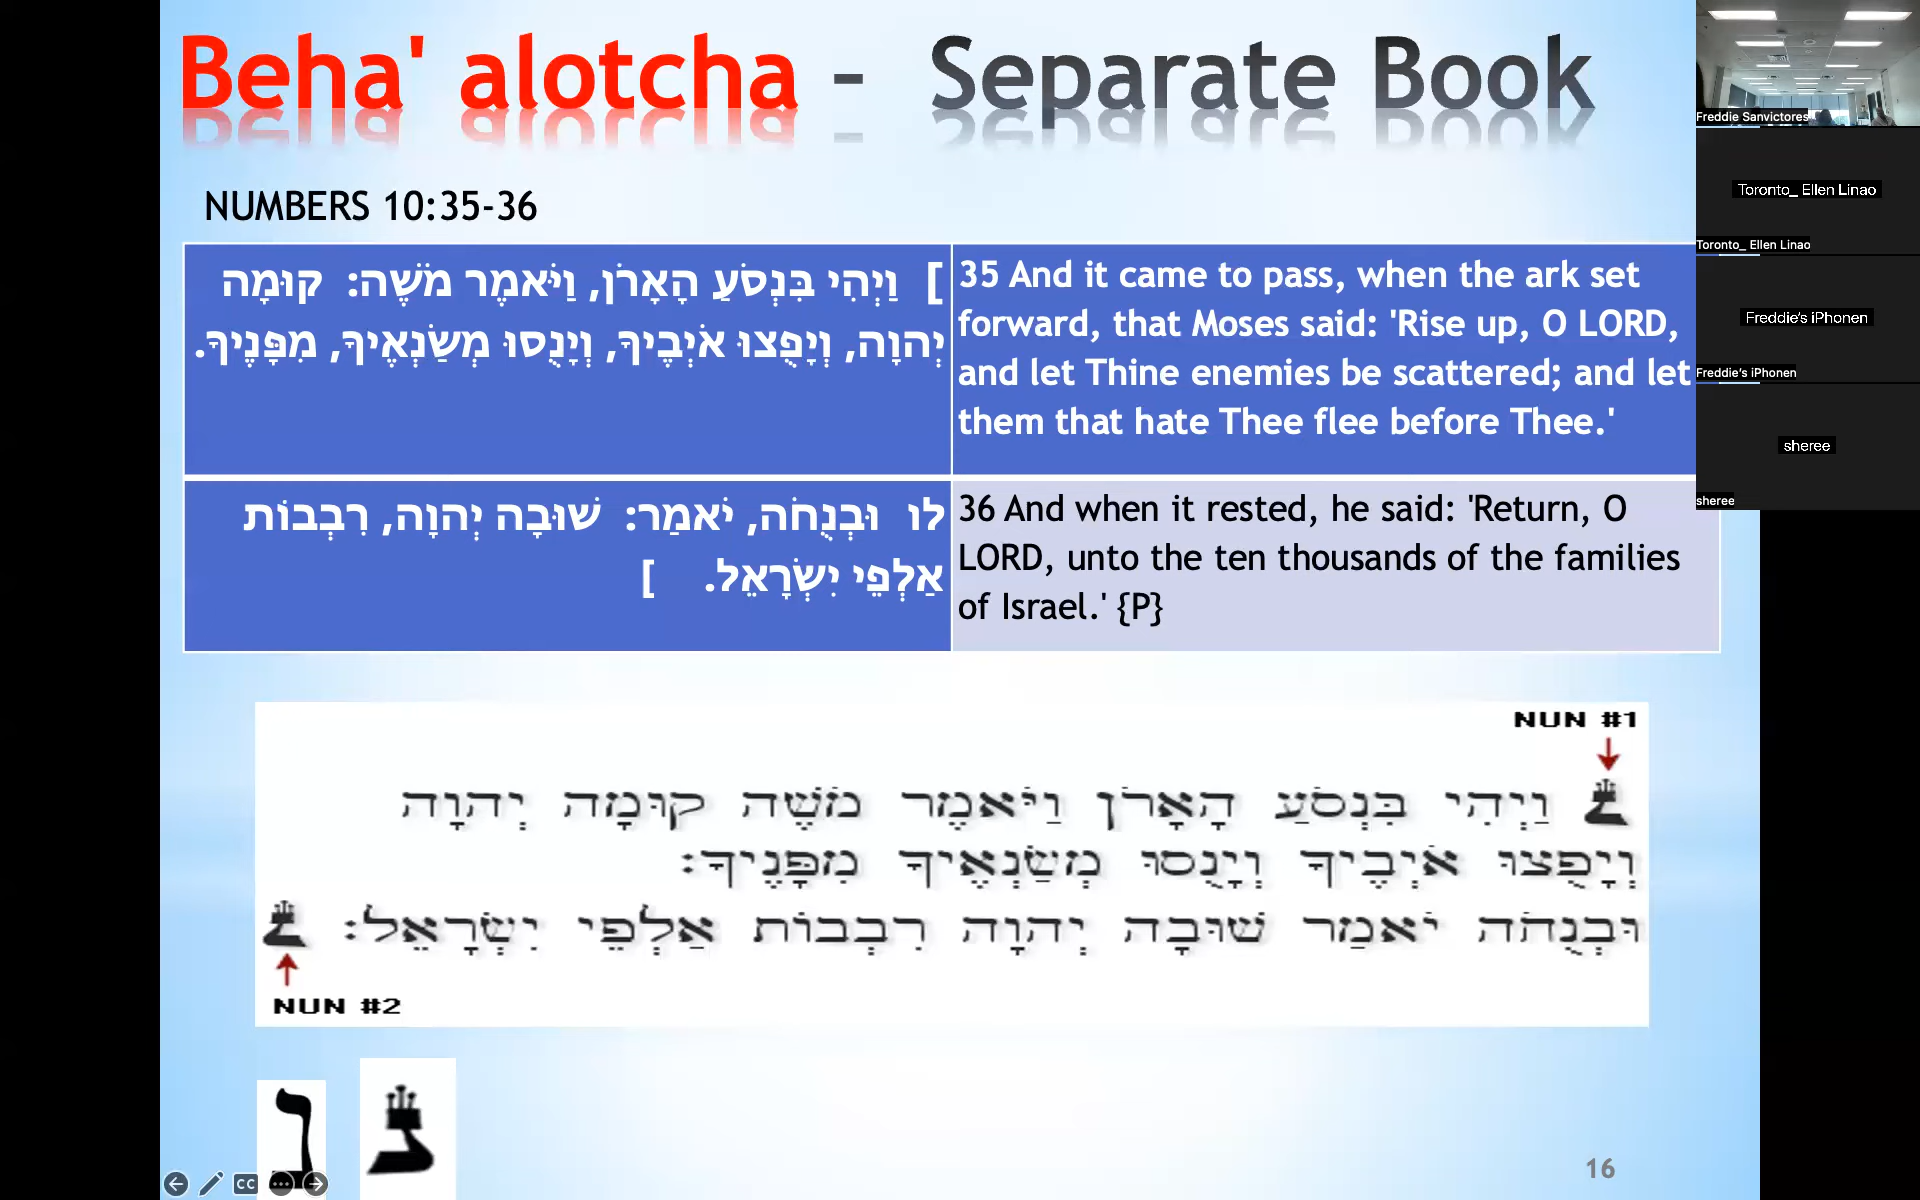 Beha' alotcha - Separate Book
NUMBERS 10:35-36
[ וַיְהִי בִּנְסֹעַ הָאָרֹן, וַיֹּאמֶר מֹשֶׁה: קוּמָה
יְהוָה, וְיָפֻצוּ אֹיְבֶיךָ, וְיָנֻסוּ מְשַׂנְאֶיךָ, מִפָּנֶיךָ.
35 And it came to pass, when the ark set
forward, that Moses said: 'Rise up, O LORD,
and let Thine enemies be scattered; and let
them that hate Thee flee before Thee.'
לו וּבְנֻחֹה, יֹאמַר: שׁוּבָה יְהוָה, רִבְבוֹת
אַלְפֵי יִשְׂרָאֵל. [
36 And when it rested, he said: 'Return, O
LORD, unto the ten thousands of the families
of Israel.' {P}
NUN #1
׆ וַיְהִי בִּנְסֹעַ הָאָרֹן וַיֹּאמֶר מֹשֶׁה קוּמָה יְהוָה
וְיָפֻצוּ אֹיְבֶיךָ וְיָנֻסוּ מְשַׂנְאֶיךָ מִפָּנֶיךָ:
וּבְנֻחֹה יֹאמַר שׁוּבָה יְהוָה רִבְבוֹת אַלְפֵי יִשְׂרָאֵל: ׆
NUN #2
נ ׆
CC
16
Freddie Sanvictores
Toronto_ Ellen Linao
Toronto_ Ellen Linao
Freddie's iPhonen
Freddie's iPhonen
sheree
sheree